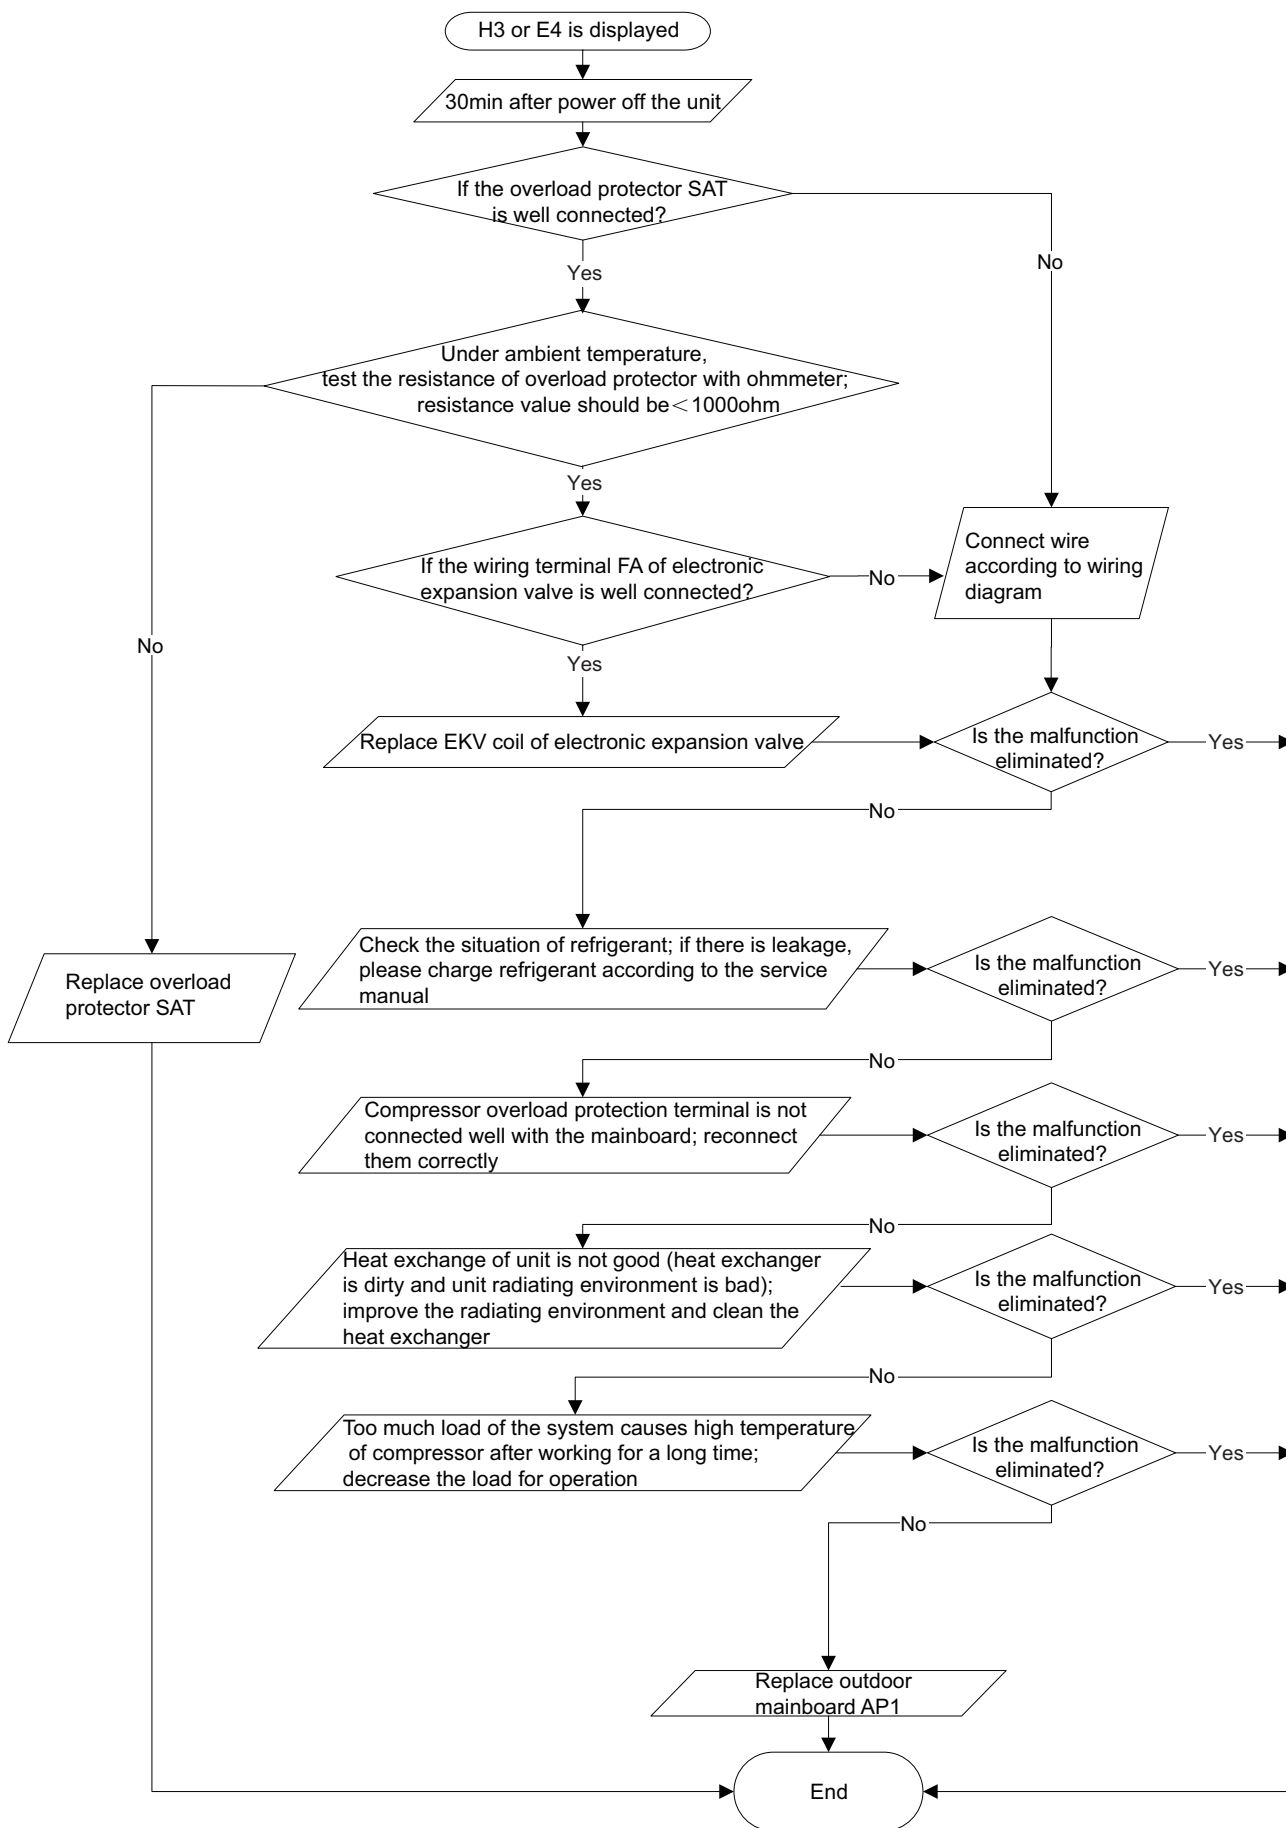 H3 or E4 is displayed
30min after power off the unit
If the overload protector SAT
is well connected?
No
Yes
Under ambient temperature,
test the resistance of overload protector with ohmmeter;
resistance value should be＜1000ohm
Yes
Connect wire
according to wiring
diagram
If the wiring terminal FA of electronic
expansion valve is well connected?
No
No
Yes
Replace EKV coil of electronic expansion valve
Is the malfunction
eliminated?
Yes
No
Check the situation of refrigerant; if there is leakage,
please charge refrigerant according to the service
manual
Is the malfunction
eliminated?
Yes
Replace overload
protector SAT
No
Compressor overload protection terminal is not
connected well with the mainboard; reconnect
them correctly
Is the malfunction
eliminated?
Yes
No
Heat exchange of unit is not good (heat exchanger
is dirty and unit radiating environment is bad);
improve the radiating environment and clean the
heat exchanger
Is the malfunction
eliminated?
Yes
No
Too much load of the system causes high temperature
of compressor after working for a long time;
decrease the load for operation
Is the malfunction
eliminated?
Yes
No
Replace outdoor
mainboard AP1
End